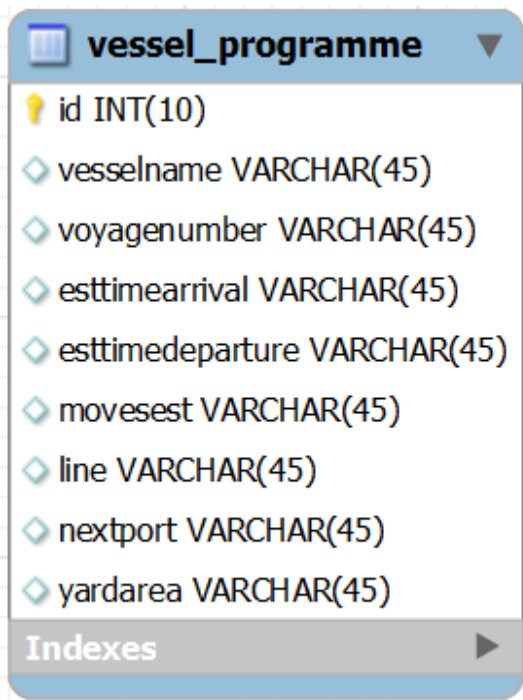 vessel_programme
id INT(10)
vesselname VARCHAR(45)
voyagenumber VARCHAR(45)
esttimearrival VARCHAR(45)
esttimedeparture VARCHAR(45)
movesest VARCHAR(45)
line VARCHAR(45)
nextport VARCHAR(45)
yardarea VARCHAR(45)
Indexes